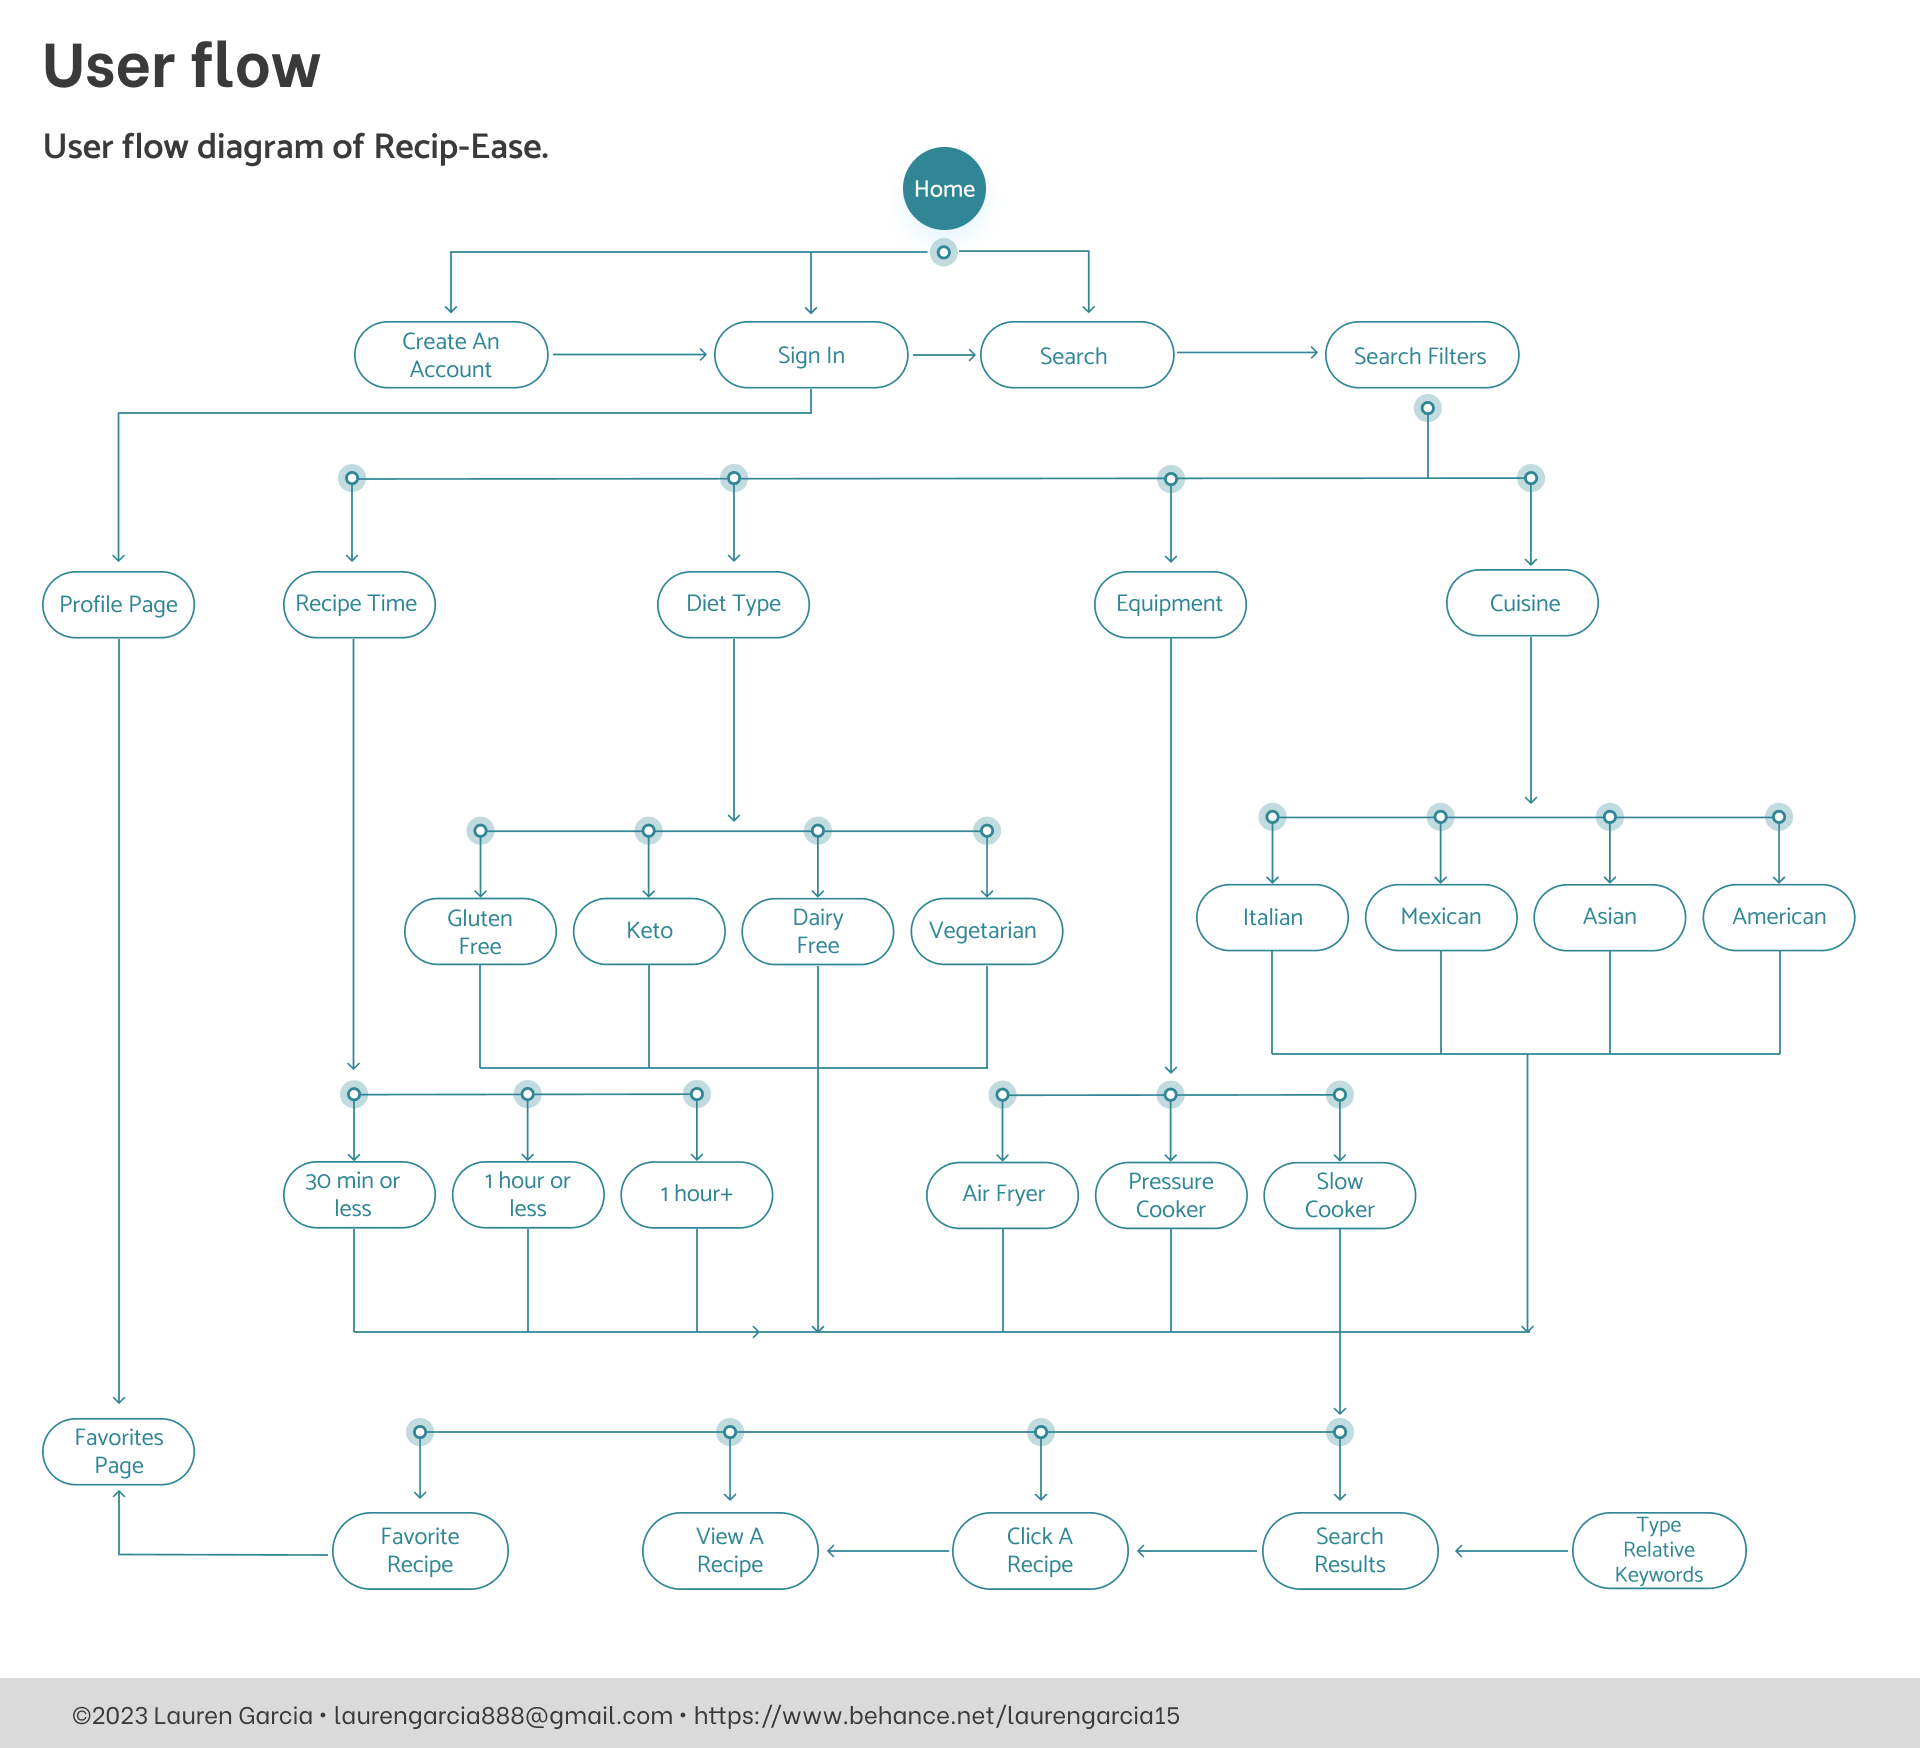 User flow
User flow diagram of Recip-Ease.
Home
Create An
Account
Sign In
Search
Search Filters
Profile Page
Recipe Time
Diet Type
Equipment
Cuisine
Gluten
Free
Keto
Dairy
Free
Vegetarian
Italian
Mexican
Asian
American
30 min or
less
1 hour or
less
1 hour+
Air Fryer
Pressure
Cooker
Slow
Cooker
Favorites
Page
Favorite
Recipe
View A
Recipe
Click A
Recipe
Search
Results
Type
Relative
Keywords
©2023 Lauren Garcia • laurengarcia888@gmail.com • https://www.behance.net/laurengarcia15